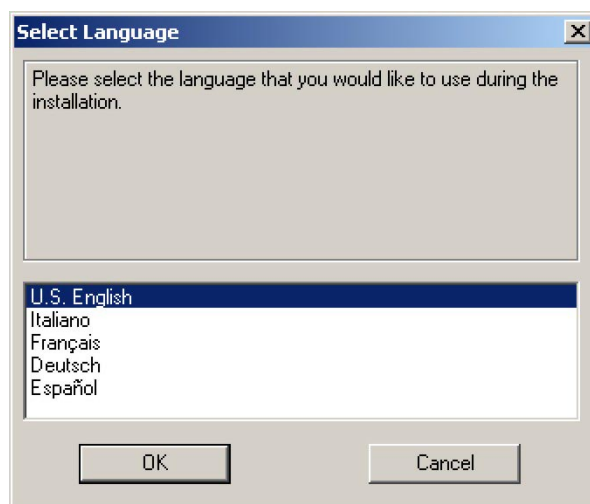 Select Language
Please select the language that you would like to use during the
installation.
U.S. English
Italiano
Français
Deutsch
Español
OK
Cancel